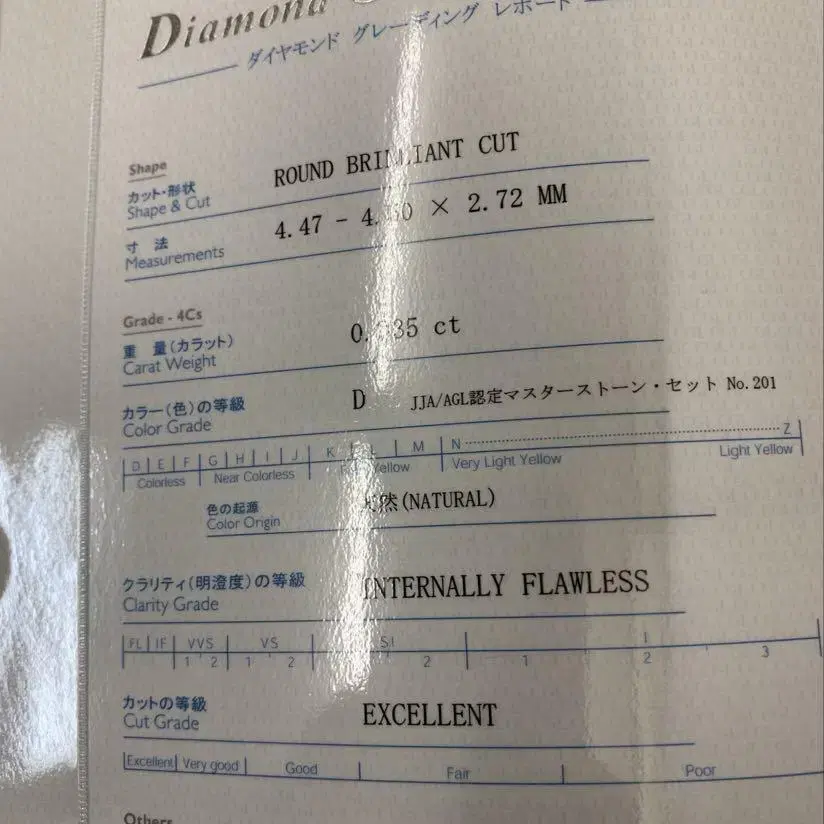 Diamond
ダイヤモンド グレーディング レポート
Shape
カット・形状
Shape & Cut
ROUND BRILLIANT CUT
寸 法
Measurements
4.47 - × 2.72 MM
Grade - 4Cs
重 量(カラット)
Carat Weight
ct
カラー(色)の等級
Color Grade
D JJA/AGL認定マスターストーン・セット No.201
D E F G H I J K L M N Z
Colorless Near Colorless Yellow Very Light Yellow Light Yellow
色の起源
Color Origin
天然(NATURAL)
クラリティ(明澄度)の等級
Clarity Grade
INTERNALLY FLAWLESS
FL IF VVS VS SI I
1 2 1 2 2 1 2 3
カットの等級
Cut Grade
EXCELLENT
Excellent Very good Good Fair Poor
Others